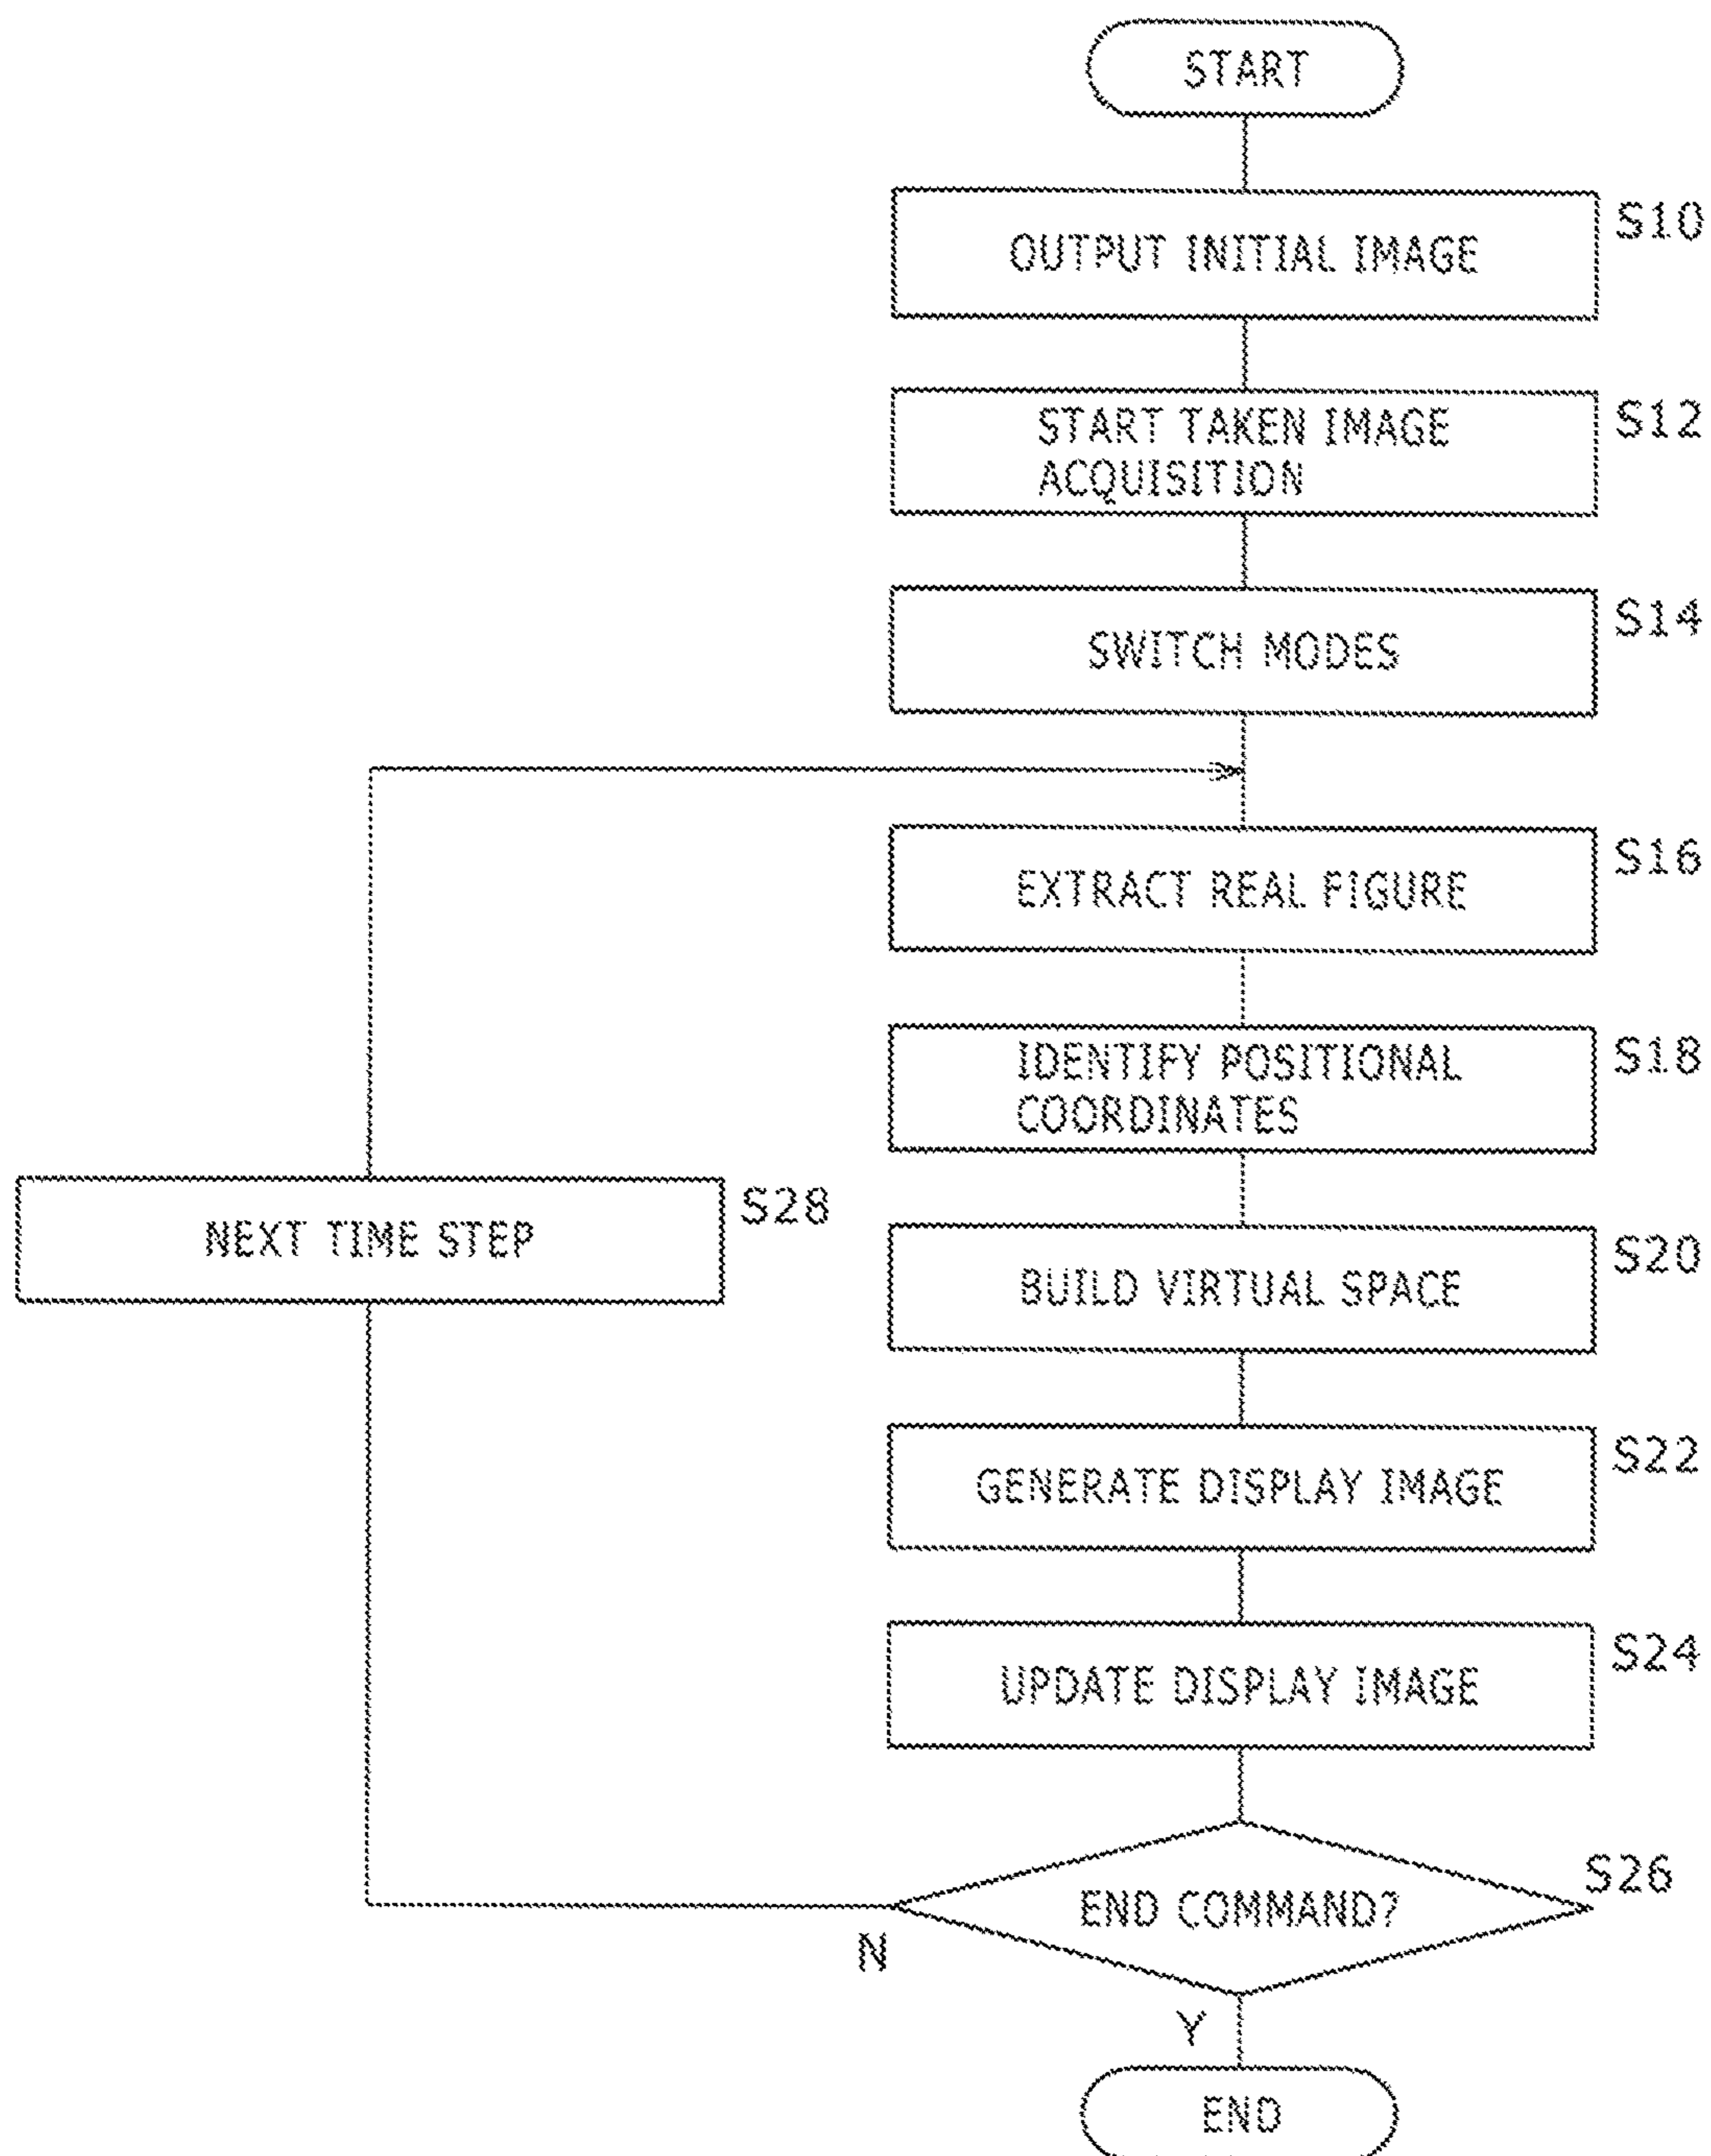 START
OUTPUT INITIAL IMAGE
S10
START TAKEN IMAGE
ACQUISITION
S12
SWITCH MODES
S14
EXTRACT REAL FIGURE
S16
IDENTIFY POSITIONAL
COORDINATES
S18
NEXT TIME STEP
S28
BUILD VIRTUAL SPACE
S20
GENERATE DISPLAY IMAGE
S22
UPDATE DISPLAY IMAGE
S24
END COMMAND?
S26
N
Y
END